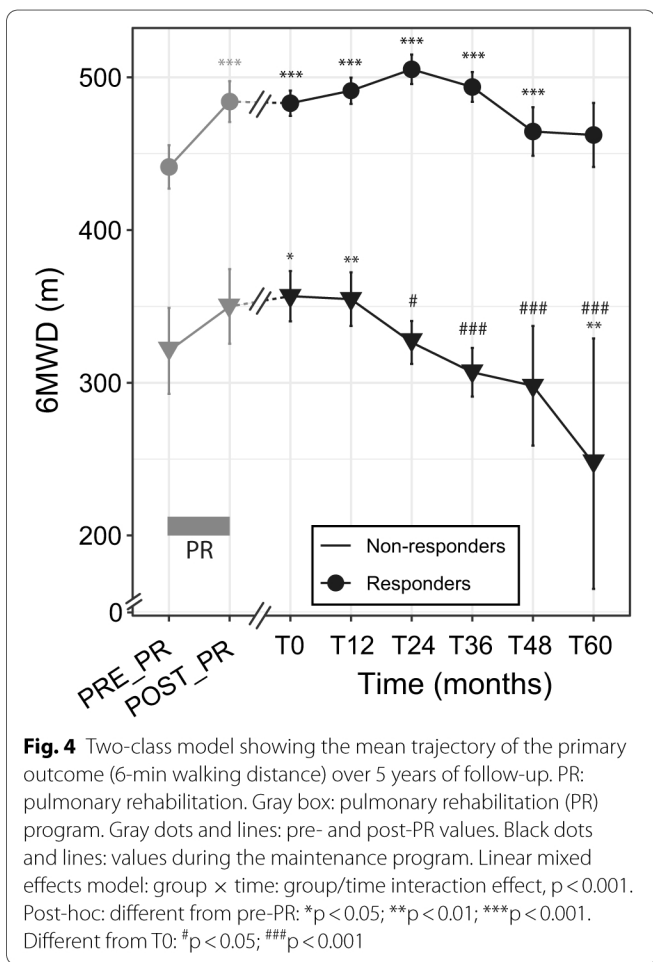 ***
***
***
***
***
***
500
400
*
**
#
###
###
###
**
300
200
0
6MWD (m)
PR
Non-responders
Responders
PRE_PR
POST_PR
T0
T12
T24
T36
T48
T60
Time (months)
Fig. 4 Two-class model showing the mean trajectory of the primary
outcome (6-min walking distance) over 5 years of follow-up. PR:
pulmonary rehabilitation. Gray box: pulmonary rehabilitation (PR)
program. Gray dots and lines: pre- and post-PR values. Black dots
and lines: values during the maintenance program. Linear mixed
effects model: group × time: group/time interaction effect, p < 0.001.
Post-hoc: different from pre-PR: *p < 0.05; **p < 0.01; ***p < 0.001.
Different from T0: #p < 0.05; ###p < 0.001